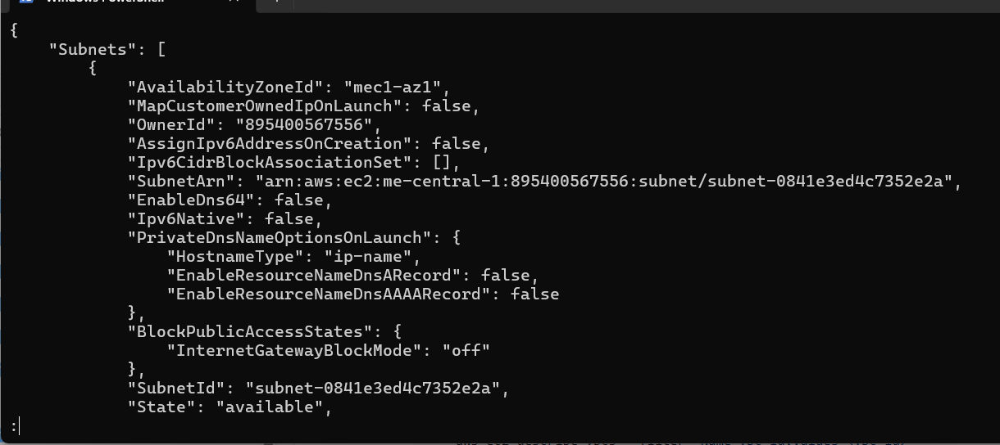 Windows PowerShell
{
    "Subnets": [
        {
            "AvailabilityZoneId": "mec1-az1",
            "MapCustomerOwnedIpOnLaunch": false,
            "OwnerId": "895400567556",
            "AssignIpv6AddressOnCreation": false,
            "Ipv6CidrBlockAssociationSet": [],
            "SubnetArn": "arn:aws:ec2:me-central-1:895400567556:subnet/subnet-0841e3ed4c7352e2a",
            "EnableDns64": false,
            "Ipv6Native": false,
            "PrivateDnsNameOptionsOnLaunch": {
                "HostnameType": "ip-name",
                "EnableResourceNameDnsARecord": false,
                "EnableResourceNameDnsAAAARecord": false
            },
            "BlockPublicAccessStates": {
                "InternetGatewayBlockMode": "off"
            },
            "SubnetId": "subnet-0841e3ed4c7352e2a",
            "State": "available",
: